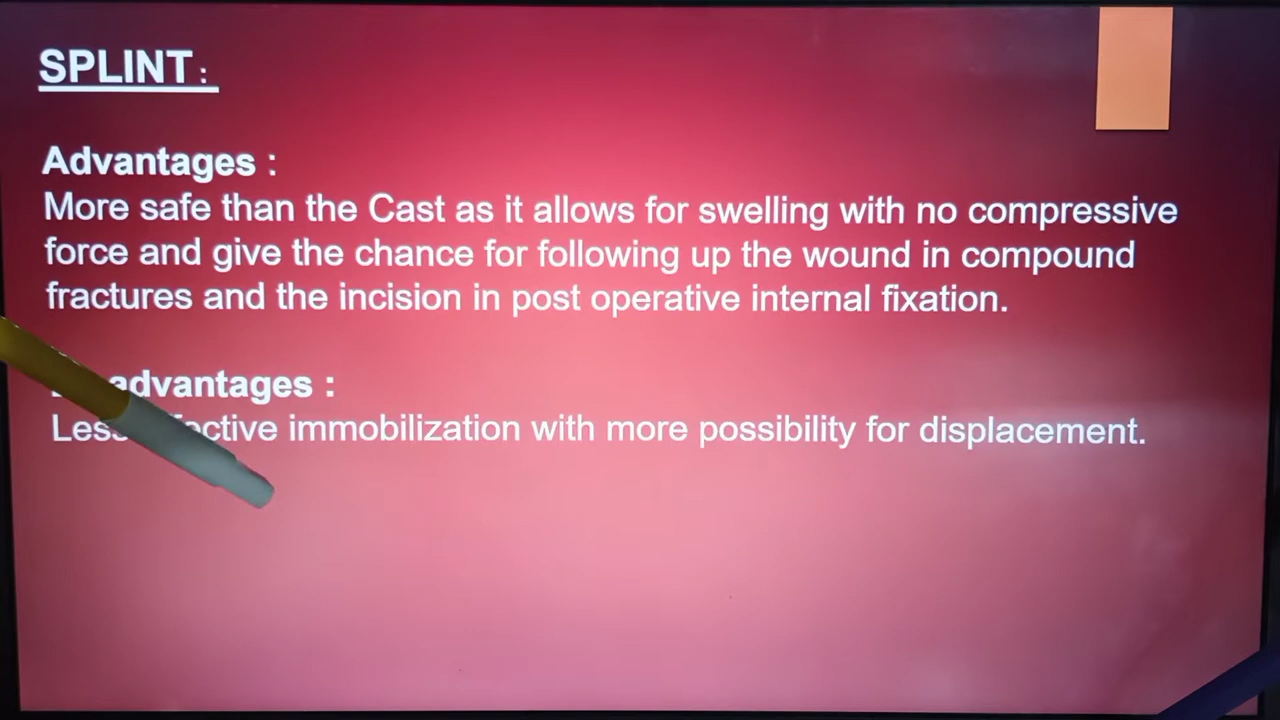 SPLINT :
Advantages :
More safe than the Cast as it allows for swelling with no compressive
force and give the chance for following up the wound in compound
fractures and the incision in post operative internal fixation.
advantages :
immobilization with more possibility for displacement.